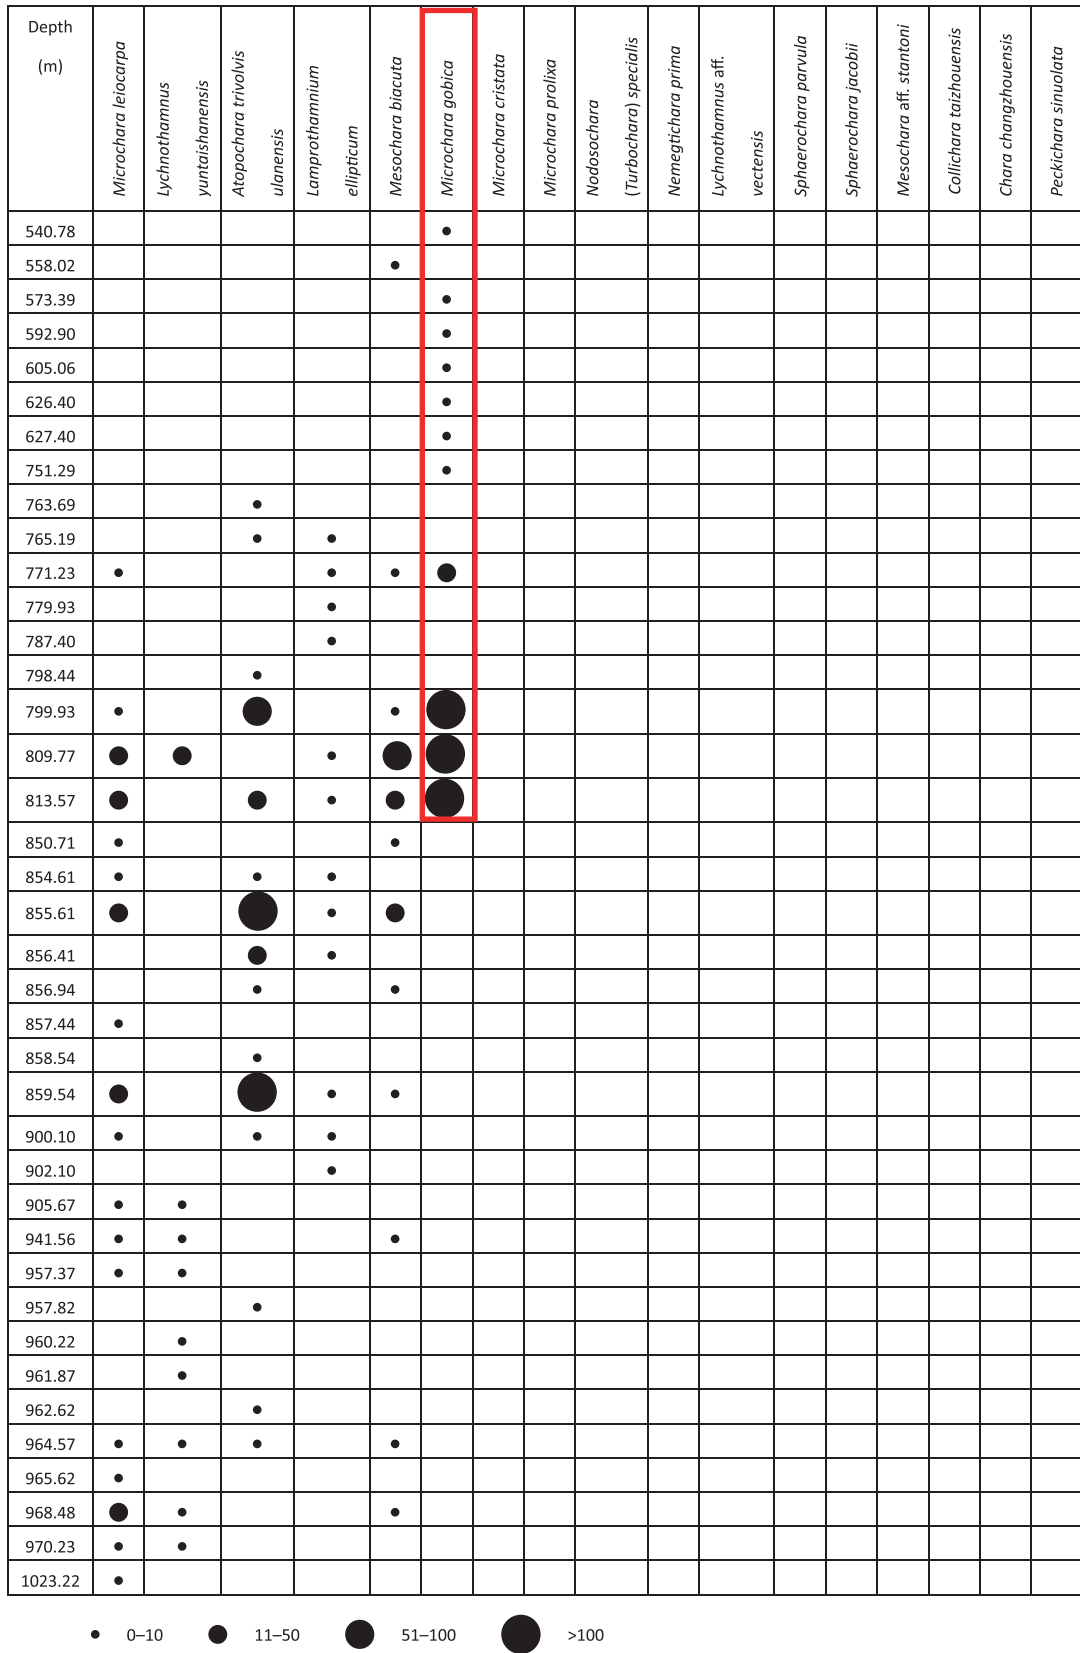 Depth
(m)
Microchara leiocarpa
Lychnothamnus
yuntaishanensis
Atopochara trivolvis
ulanensis
Lamprothamnium
ellipticum
Mesochara biacuta
Microchara gobica
Microchara cristata
Microchara prolixa
Nodosochara
(Turbochara) specialis
Nemegtichara prima
Lychnothamnus aff.
vectensis
Sphaerochara parvula
Sphaerochara jacobii
Mesochara aff. stantoni
Collichara taizhouensis
Chara changzhouensis
Peckichara sinuolata
540.78
558.02
573.39
592.90
605.06
626.40
627.40
751.29
763.69
765.19
771.23
779.93
787.40
798.44
799.93
809.77
813.57
850.71
854.61
855.61
856.41
856.94
857.44
858.54
859.54
900.10
902.10
905.67
941.56
957.37
957.82
960.22
961.87
962.62
964.57
965.62
968.48
970.23
1023.22
0–10 11–50 51–100 >100